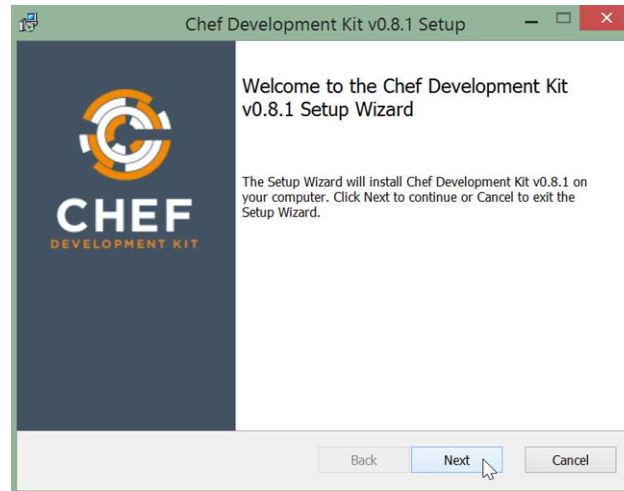 Chef Development Kit v0.8.1 Setup
Welcome to the Chef Development Kit
v0.8.1 Setup Wizard
The Setup Wizard will install Chef Development Kit v0.8.1 on
your computer. Click Next to continue or Cancel to exit the
Setup Wizard.
CHEF
DEVELOPMENT KIT
Back Next Cancel